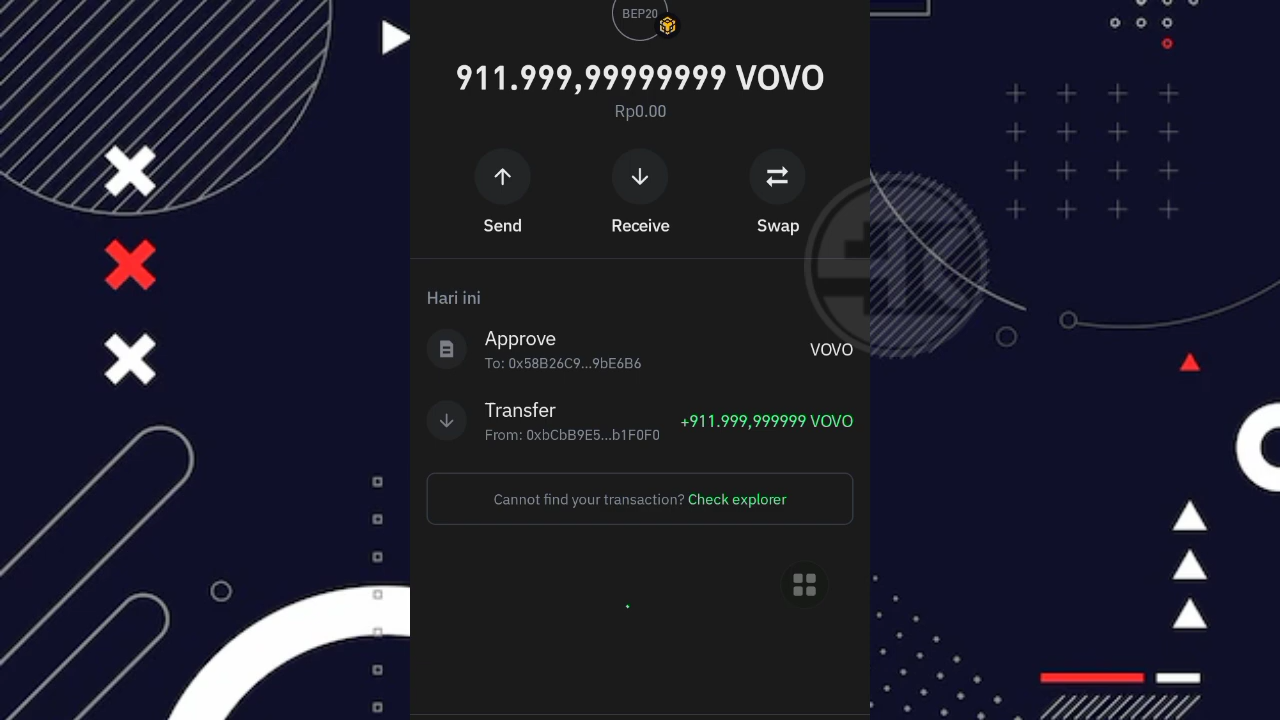 BEP20
911.999,99999999 VOVO
Rp0.00
Send
Receive
Swap
Hari ini
Approve
To: 0x58B26C9...9bE6B6
VOVO
Transfer
From: 0xbCbB9E5...b1F0F0
+911.999,999999 VOVO
Cannot find your transaction? Check explorer